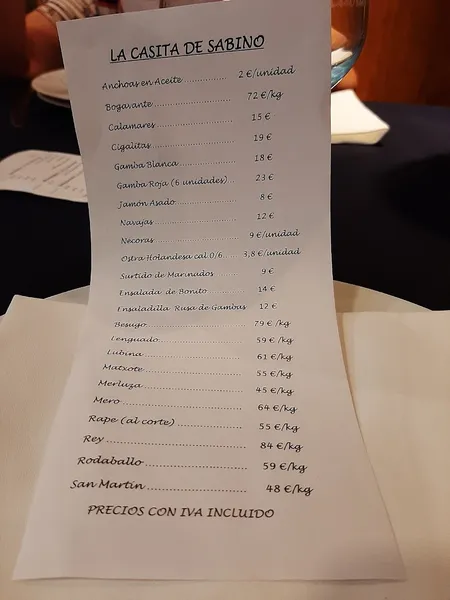 LA CASITA DE SABINO
Anchoas en Aceite .............. 2 €/unidad
Bogavante .............. 72 €/kg
Calamares .............. 15 €
Cigalitas .............. 19 €
Gamba Blanca .............. 18 €
Gamba Roja (6 unidades) ... 23 €
Jamón Asado .............. 8 €
Navajas .............. 12 €
Necoras .............. 9 €/unidad
Ostra Holandesa cal 0/6 ...... 3,8 €/unidad
Surtido de Marinados .............. 9 €
Ensalada de Bonito .............. 14 €
Ensaladilla Rusa de Gambas 12 €
Besugo .............. 79 €/kg
Lenguado .............. 59 €/kg
Lubina .............. 61 €/kg
Matxote .............. 55 €/kg
Merluza .............. 45 €/kg
Mero .............. 64 €/kg
Rape (al corte) .............. 55 €/kg
Rey .............. 84 €/kg
Rodaballo .............. 59 €/kg
San Martín .............. 48 €/kg
PRECIOS CON IVA INCLUIDO